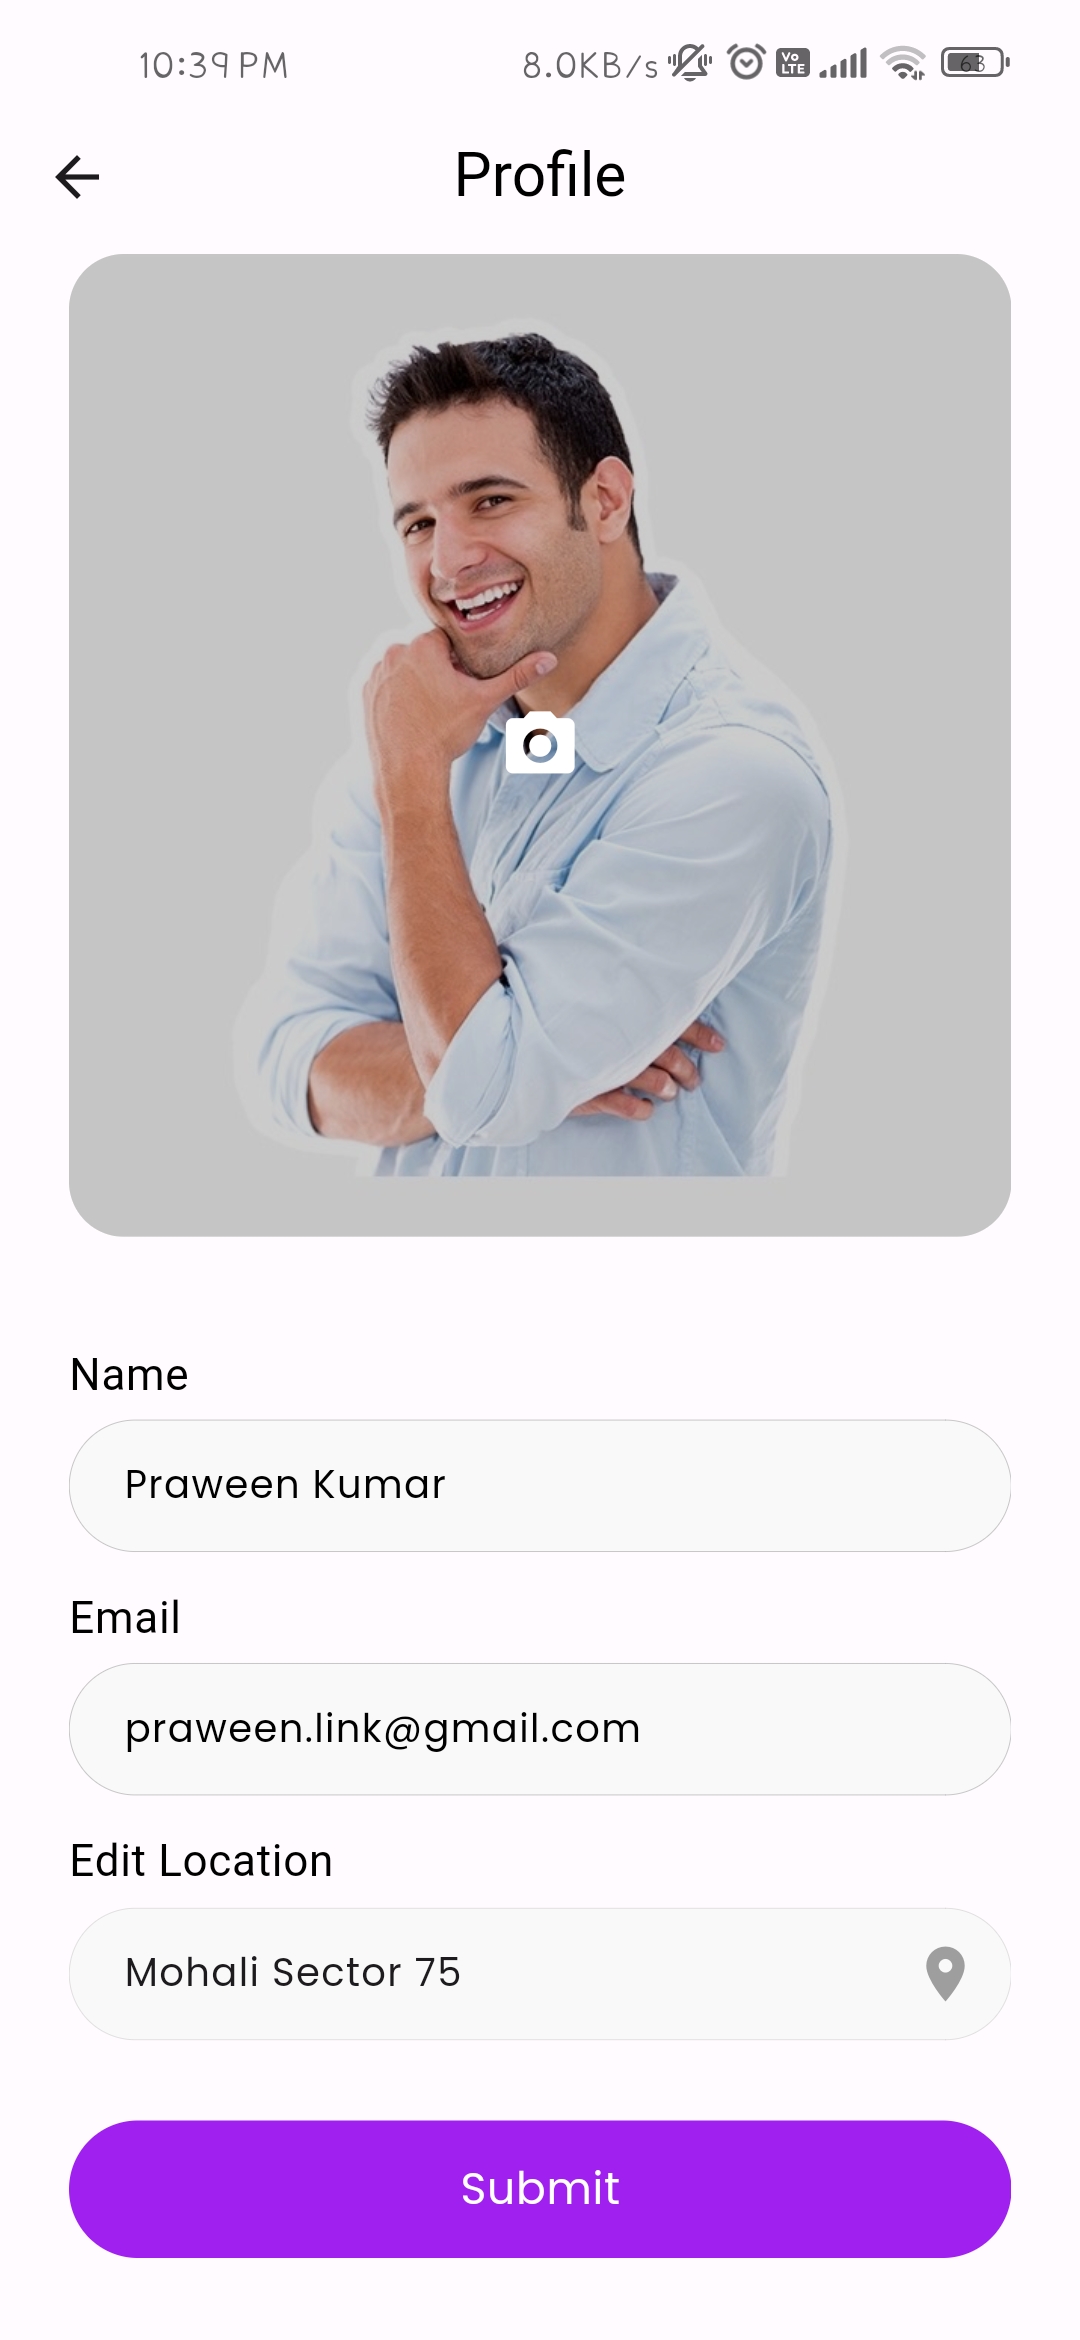 10:39 PM
8.0KB/s Vo LTE 63
Profile
Name
Praween Kumar
Email
praween.link@gmail.com
Edit Location
Mohali Sector 75
Submit